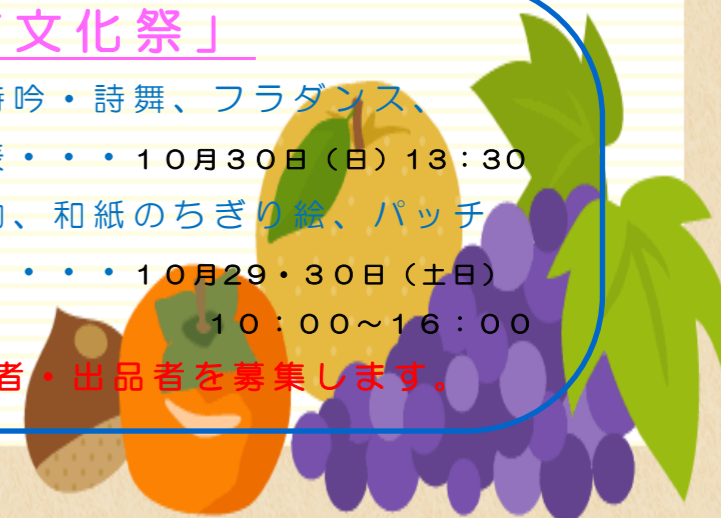 文化祭」
吟・詩舞、フラダンス、
・・・10月30日（日）13：30
、和紙のちぎり絵、パッチ
・・・10月29・30日（土日）
10：00～16：00
者・出品者を募集します。